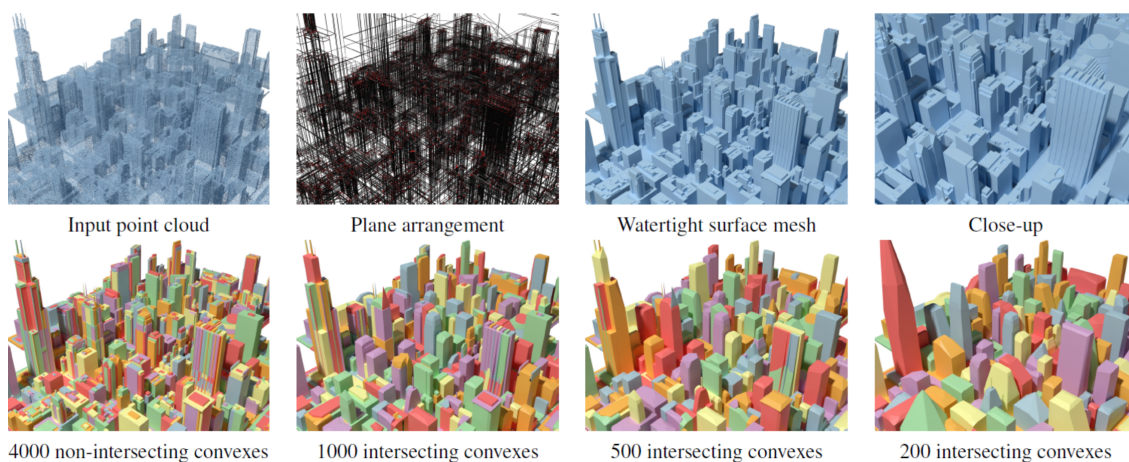 Input point cloud
Plane arrangement
Watertight surface mesh
Close-up
4000 non-intersecting convexes
1000 intersecting convexes
500 intersecting convexes
200 intersecting convexes